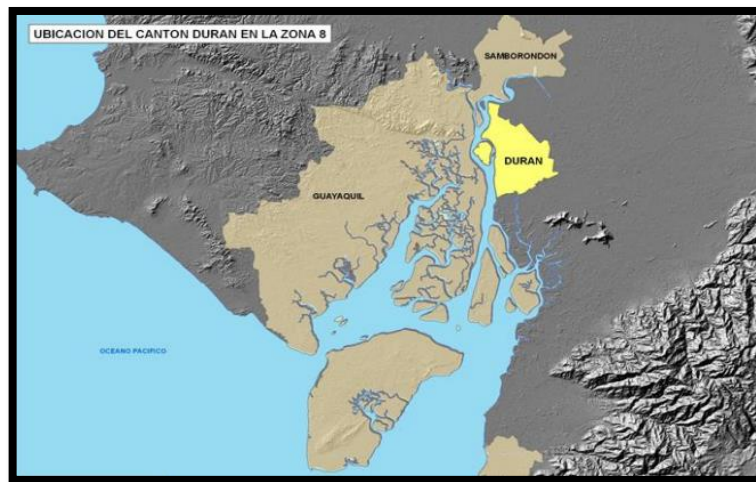 UBICACION DEL CANTON DURAN EN LA ZONA 8
SAMBORONDON
DURAN
GUAYAQUIL
OCEANO PACIFICO